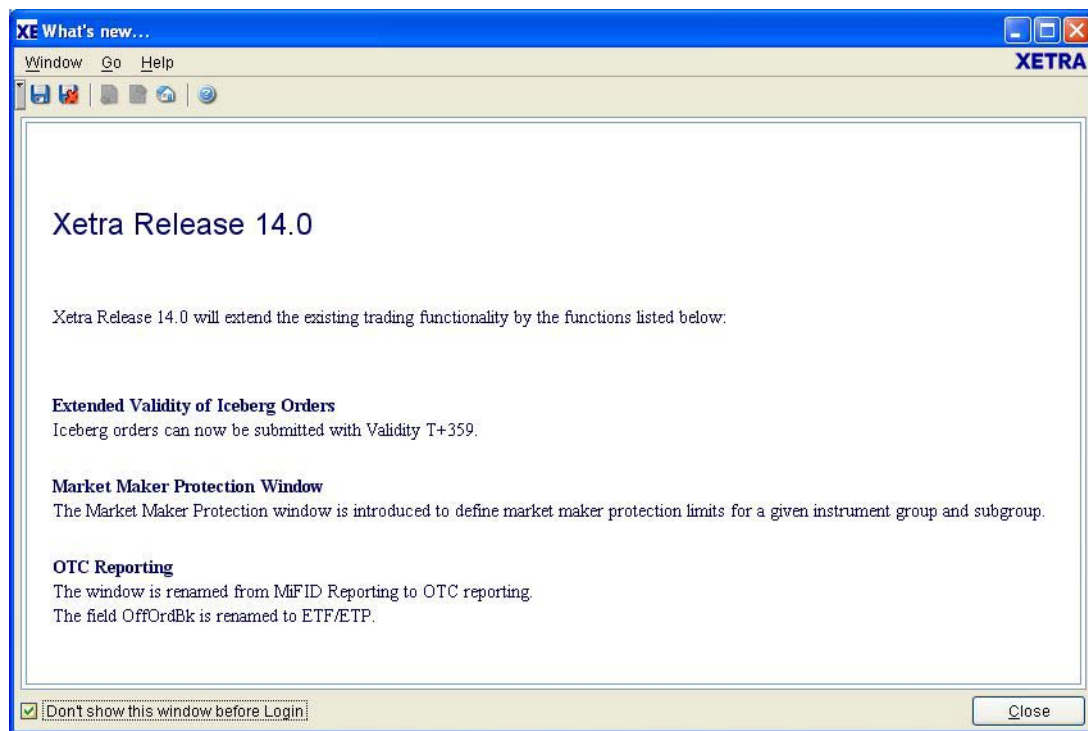 XE What's new...
Window Go Help
XETRA
Xetra Release 14.0
Xetra Release 14.0 will extend the existing trading functionality by the functions listed below:
Extended Validity of Iceberg Orders
Iceberg orders can now be submitted with Validity T+359.
Market Maker Protection Window
The Market Maker Protection window is introduced to define market maker protection limits for a given instrument group and subgroup.
OTC Reporting
The window is renamed from MiFID Reporting to OTC reporting.
The field OffOrdBk is renamed to ETF/ETP.
Don't show this window before Login
Close